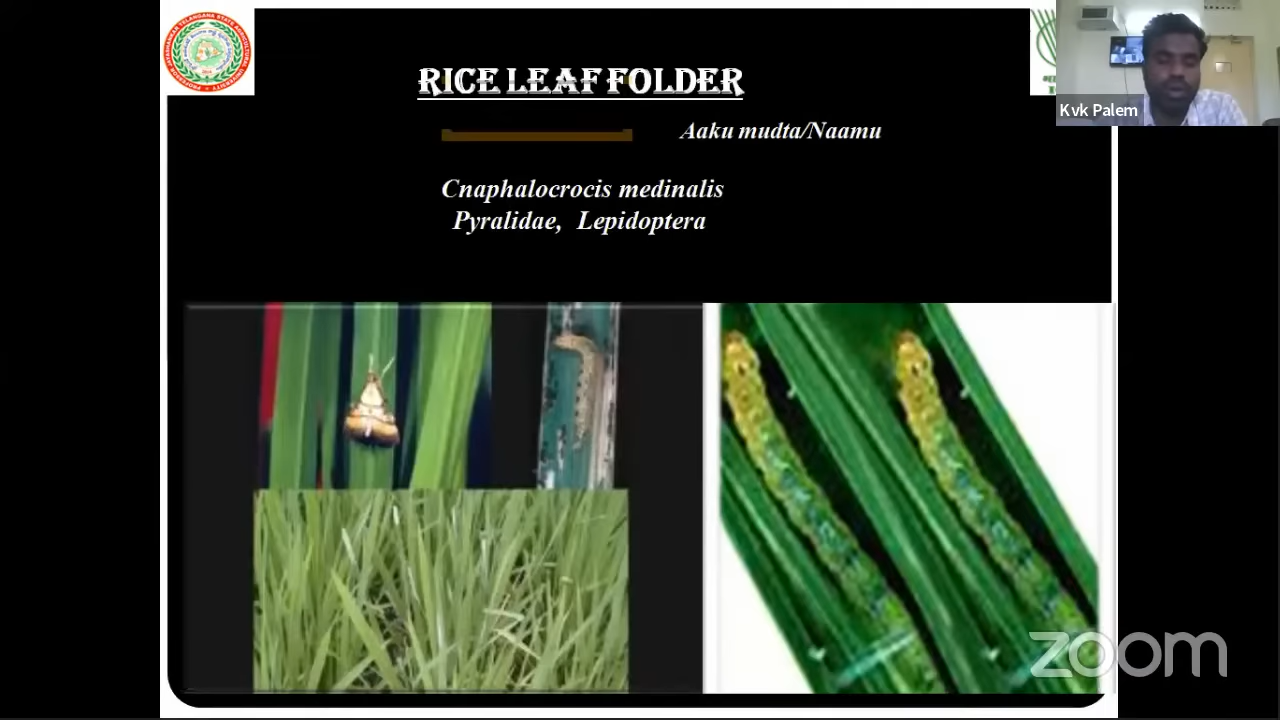 RICE LEAF FOLDER
Aaku mudta/Naamu
Cnaphalocrocis medinalis
Pyralidae, Lepidoptera
Kvk Palem
zoom